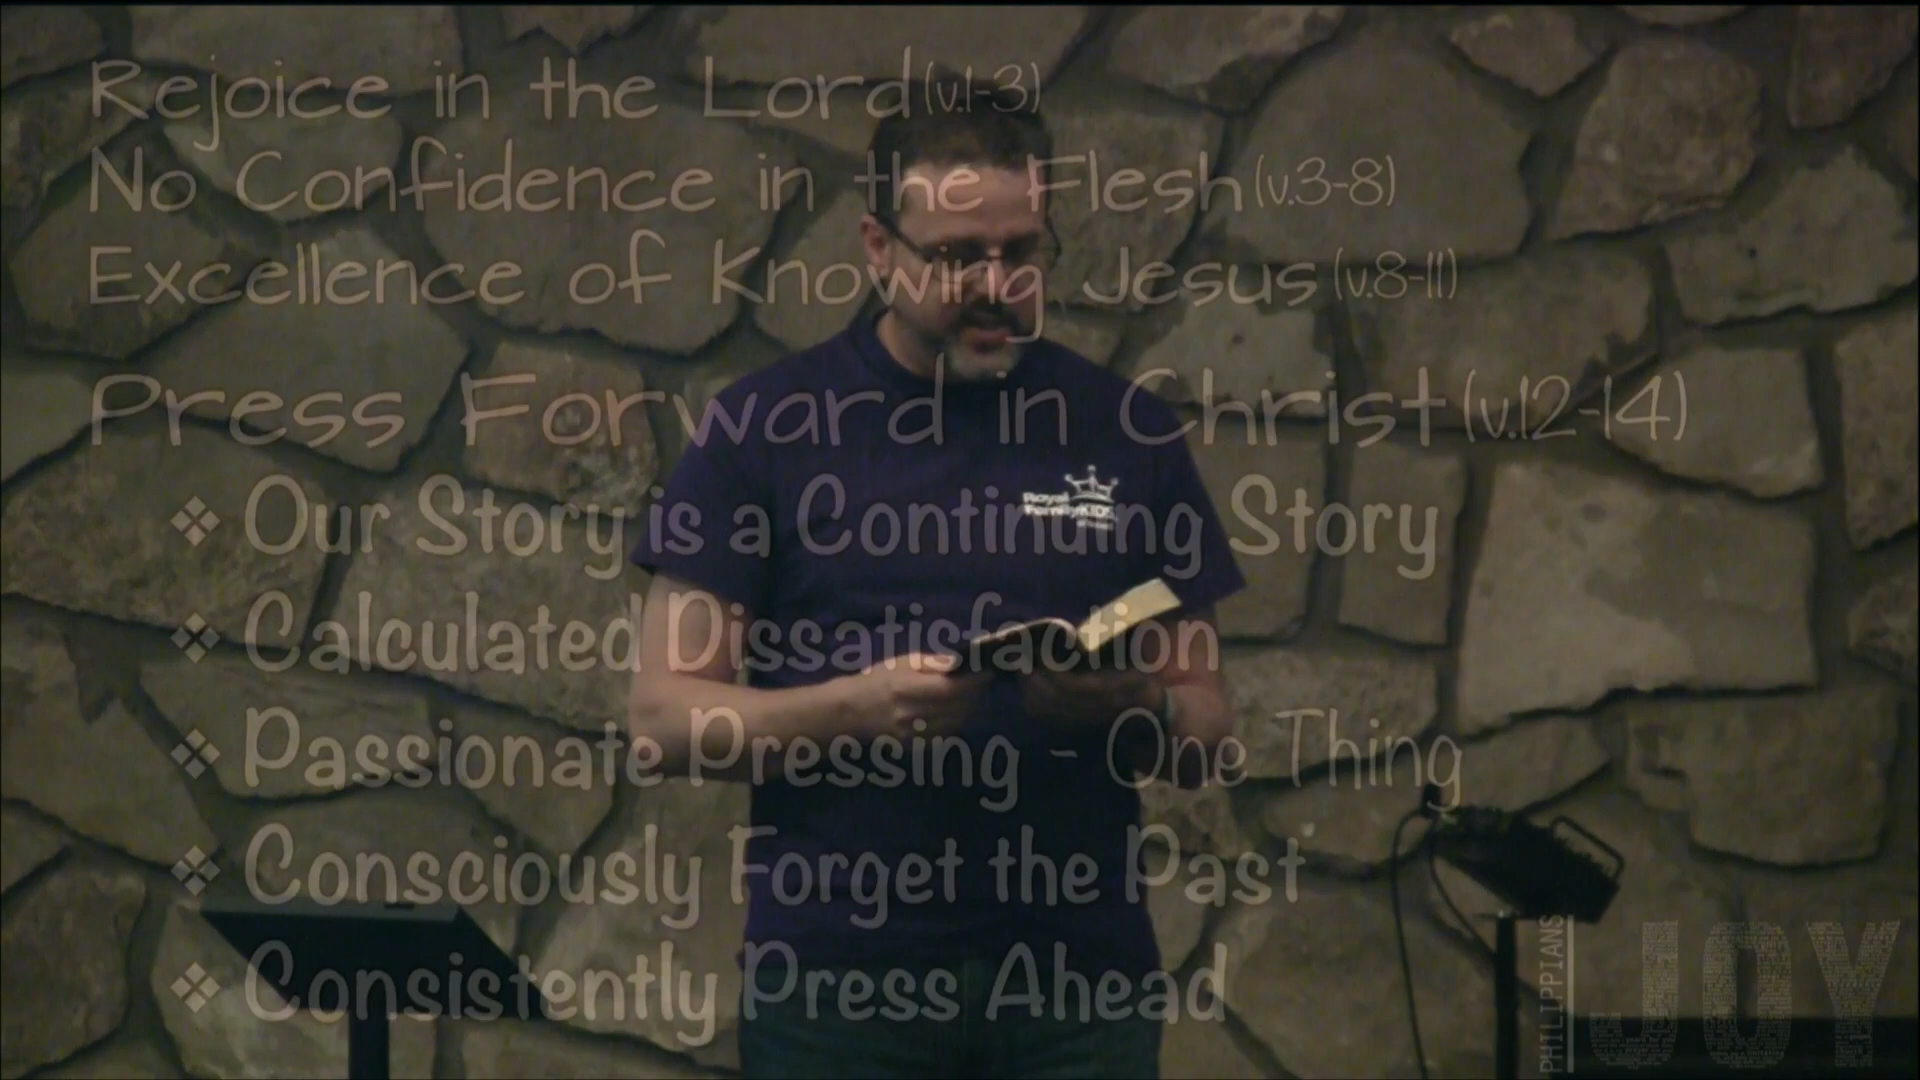 Rejoice in the Lord (v.1-3)
No Confidence in the Flesh (v.3-8)
Excellence of Knowing Jesus (v.8-11)
Press Forward in Christ (v.12-14)
❖ Our Story is a Continuing Story
❖ Calculated Dissatisfaction
❖ Passionate Pressing - One Thing
❖ Consciously Forget the Past
❖ Consistently Press Ahead
Royal
FamilyKIDS
PHILIPPIANS
JOY